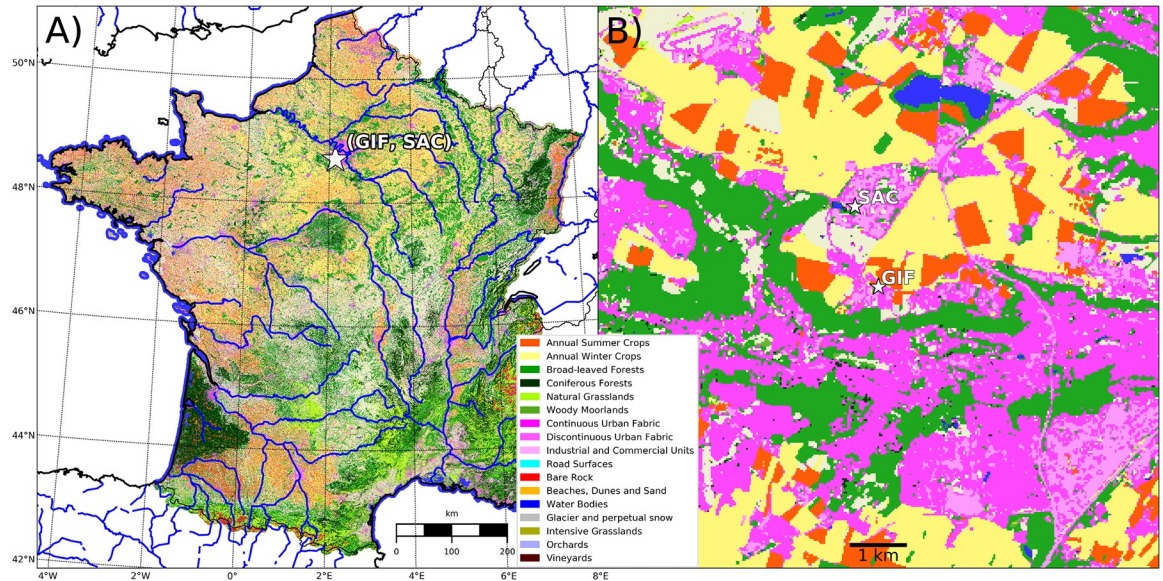 A)
B)
50°N
48°N
46°N
44°N
42°N
4°W
2°W
0°
2°E
4°E
6°E
8°E
(GIF, SAC)
SAC
GIF
km
0
100
200
1 km
Annual Summer Crops
Annual Winter Crops
Broad-leaved Forests
Coniferous Forests
Natural Grasslands
Woody Moorlands
Continuous Urban Fabric
Discontinuous Urban Fabric
Industrial and Commercial Units
Road Surfaces
Bare Rock
Beaches, Dunes and Sand
Water Bodies
Glacier and perpetual snow
Intensive Grasslands
Orchards
Vineyards